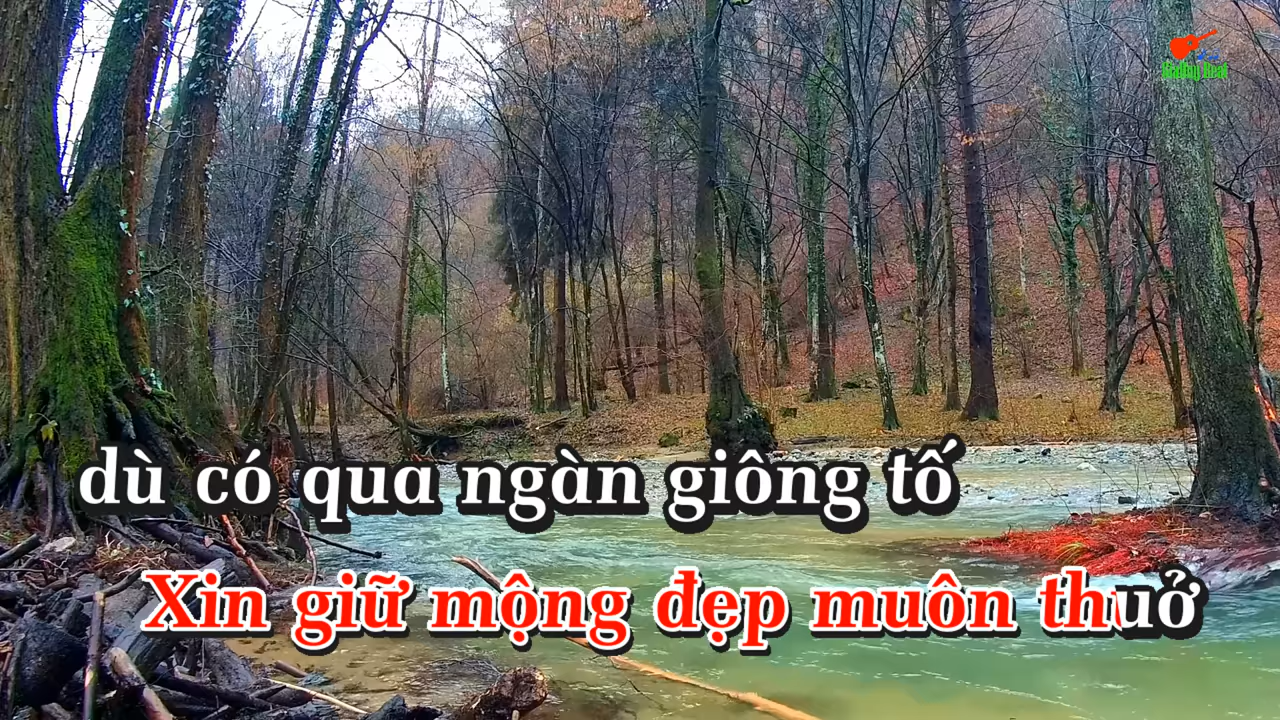 dù có qua ngàn giông tố
Xin giữ mộng đẹp muôn thuở